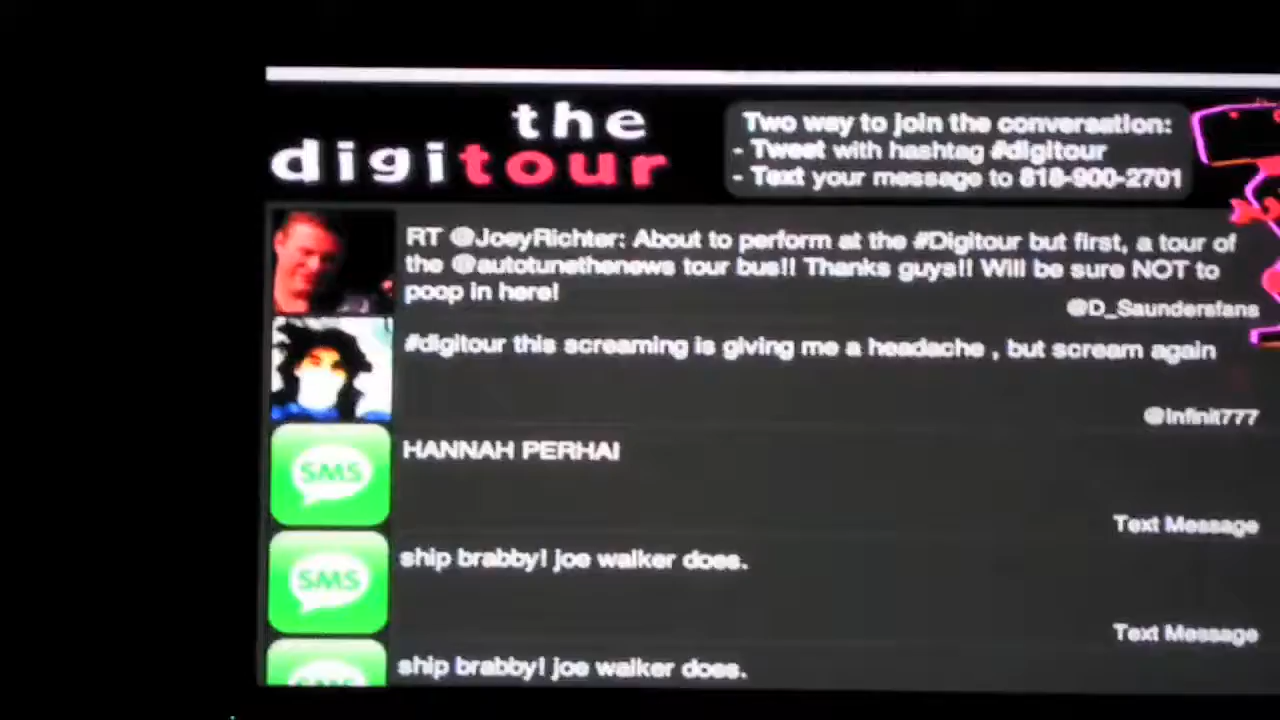 the
digitour
Two way to join the conversation:
- Tweet with hashtag #digitour
- Text your message to 818-900-2701
RT @JoeyRichter: About to perform at the #Digitour but first, a tour of
the @autotunethenews tour bus!! Thanks guys!! Will be sure NOT to
poop in here!
@D_Saundersfans
#digitour this screaming is giving me a headache , but scream again
@Infinit777
SMS
HANNAH PERHAI
Text Message
SMS
ship brabby! joe walker does.
Text Message
SMS
ship brabby! joe walker does.